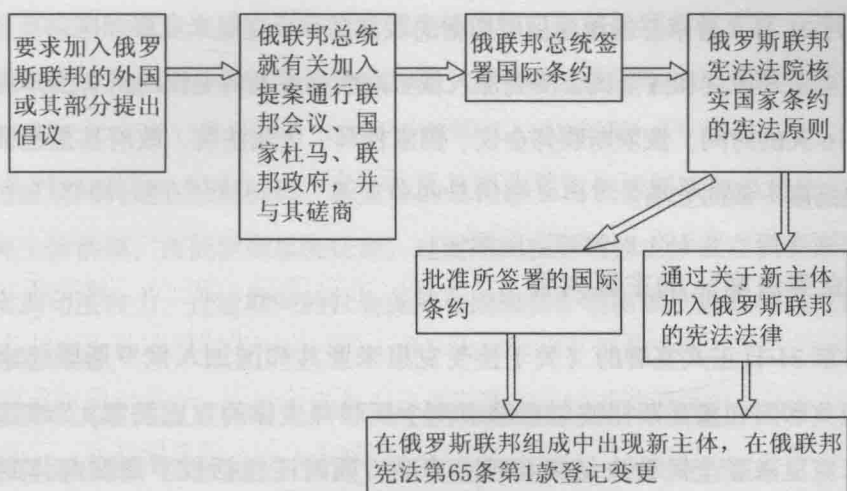 要求加入俄罗
斯联邦的外国
或其部分提出
倡议
俄联邦总统
就有关加入
提案通行联
邦会议、国
家杜马、联
邦政府，并
与其磋商
俄联邦总统签
署国际条约
俄罗斯联邦
宪法法院核
实国家条约
的宪法原则
批准所签署的国际
条约
通过关于新主体
加入俄罗斯联邦
的宪法法律
在俄罗斯联邦组成中出现新主体，在俄联邦
宪法第65条第1款登记变更